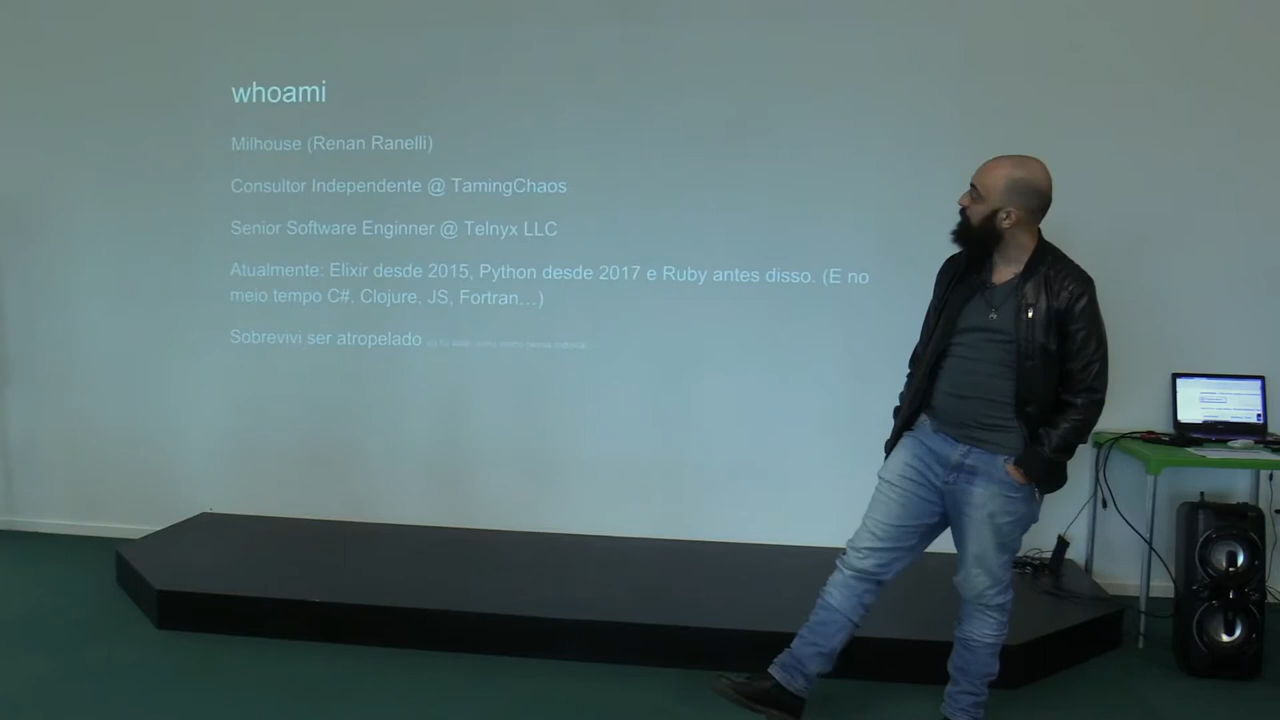 whoami
Milhouse (Renan Ranelli)
Consultor Independente @ TamingChaos
Senior Software Enginner @ Telnyx LLC
Atualmente: Elixir desde 2015, Python desde 2017 e Ruby antes disso. (E no
meio tempo C#, Clojure, JS, Fortran...)
Sobrevivi ser atropelado